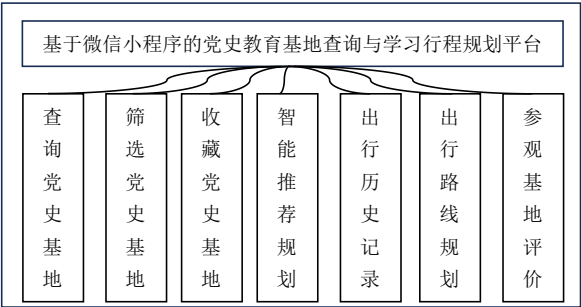 基于微信小程序的党史教育基地查询与学习行程规划平台
查询党史基地
筛选党史基地
收藏党史基地
智能推荐规划
出行历史记录
出行路线规划
参观基地评价